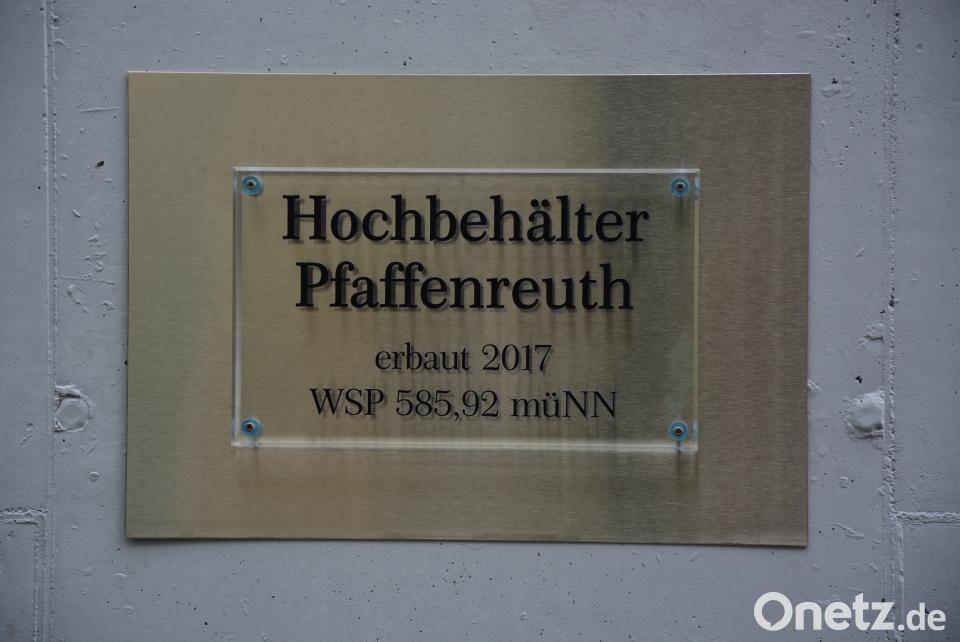 Hochbehälter
Pfaffenreuth
erbaut 2017
WSP 585,92 müNN
Onetz.de